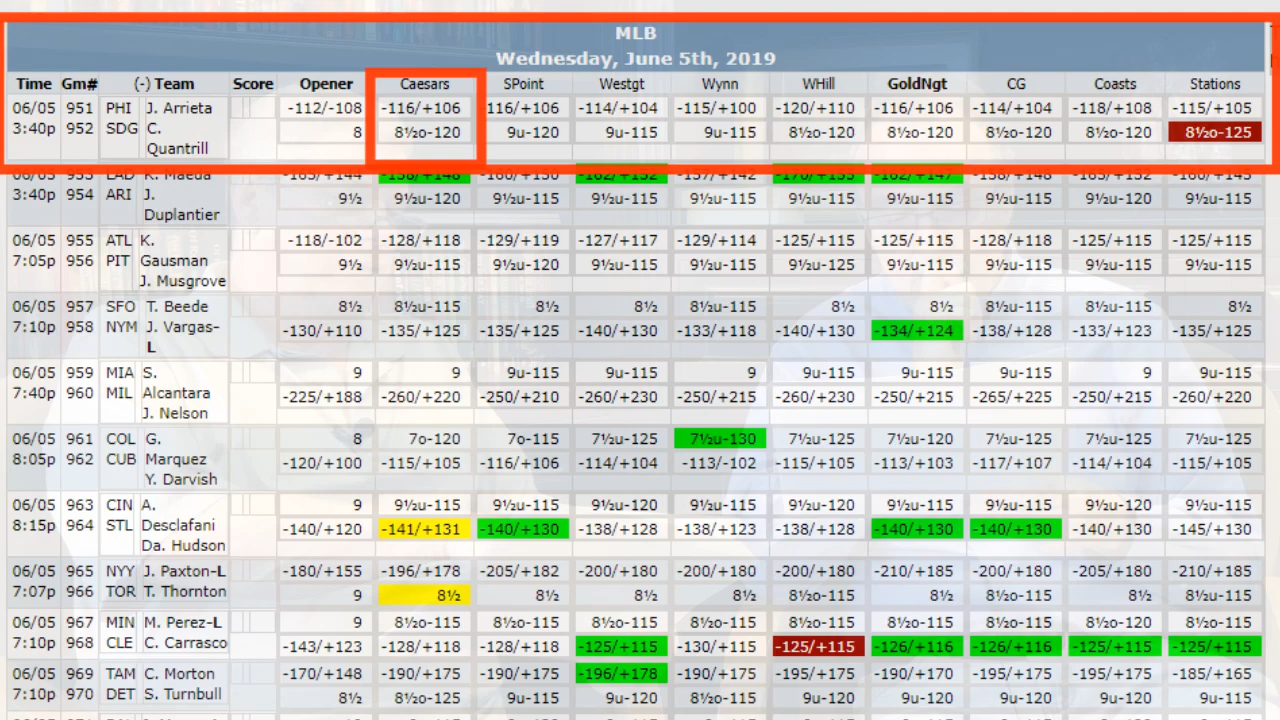 MLB
Wednesday, June 5th, 2019
Time Gm# (-) Team Score Opener Caesars SPoint Westgt Wynn WHill GoldNgt CG Coasts Stations
06/05 951 PHI J. Arrieta -112/-108 -116/+106 -116/+106 -114/+104 -115/+100 -120/+110 -116/+106 -114/+104 -118/+108 -115/+105
3:40p 952 SDG C. 8 8½o-120 9u-120 9u-115 9u-115 8½o-120 8½o-120 8½o-120 8½o-120 8½o-125
Quantrill
06/05 953 LAD K. Maeda
3:40p 954 ARI J. 9½ 9½u-120 9½u-115 9½u-115 9½u-115 9½u-115 9½u-115 9½u-115 9½u-120 9½u-115
Duplantier
06/05 955 ATL K. -118/-102 -128/+118 -129/+119 -127/+117 -129/+114 -125/+115 -125/+115 -128/+118 -125/+115 -125/+115
7:05p 956 PIT Gausman 9½ 9½u-115 9½u-120 9½u-115 9½u-115 9½u-125 9½u-115 9½u-115 9½u-115 9½u-115
J. Musgrove
06/05 957 SFO T. Beede 8½ 8½u-115 8½ 8½ 8½u-115 8½ 8½ 8½u-115 8½u-115 8½
7:10p 958 NYM J. Vargas- -130/+110 -135/+125 -135/+125 -140/+130 -133/+118 -140/+130 -134/+124 -138/+128 -133/+123 -135/+125
L
06/05 959 MIA S. 9 9 9u-115 9u-115 9 9u-115 9u-115 9u-115 9 9u-115
7:40p 960 MIL Alcantara -225/+188 -260/+220 -250/+210 -260/+230 -250/+215 -260/+230 -250/+215 -265/+225 -250/+215 -260/+220
J. Nelson
06/05 961 COL G. 8 7o-120 7o-115 7½u-125 7½u-130 7½u-125 7½u-120 7½u-125 7½u-125 7½u-125
8:05p 962 CUB Marquez -120/+100 -115/+105 -116/+106 -114/+104 -113/-102 -115/+105 -113/+103 -117/+107 -114/+104 -115/+105
Y. Darvish
06/05 963 CIN A. 9 9½u-115 9½u-115 9½u-120 9½u-115 9½u-120 9½u-115 9½u-115 9½u-120 9½u-115
8:15p 964 STL Desclafani -140/+120 -141/+131 -140/+130 -138/+128 -138/+123 -138/+128 -140/+130 -140/+130 -140/+130 -145/+130
Da. Hudson
06/05 965 NYY J. Paxton-L -180/+155 -196/+178 -205/+182 -200/+180 -200/+180 -200/+180 -210/+185 -200/+180 -205/+180 -210/+185
7:07p 966 TOR T. Thornton 9 8½ 8½ 8½ 8½ 8½o-115 8½ 8½o-115 8½ 8½u-115
06/05 967 MIN M. Perez-L 9 8½o-115 8½o-115 8½o-115 8½o-115 8½o-115 8½o-115 8½o-115 8½o-120 8½o-115
7:10p 968 CLE C. Carrasco -143/+123 -128/+118 -128/+118 -125/+115 -130/+115 -125/+115 -126/+116 -126/+116 -125/+115 -125/+115
06/05 969 TAM C. Morton -170/+148 -190/+175 -190/+175 -196/+178 -190/+175 -195/+175 -190/+170 -195/+175 -195/+175 -185/+165
7:10p 970 DET S. Turnbull 8½ 8½o-125 9u-115 9u-120 8½o-115 9u-120 9u-120 9u-120 9u-120 9u-115